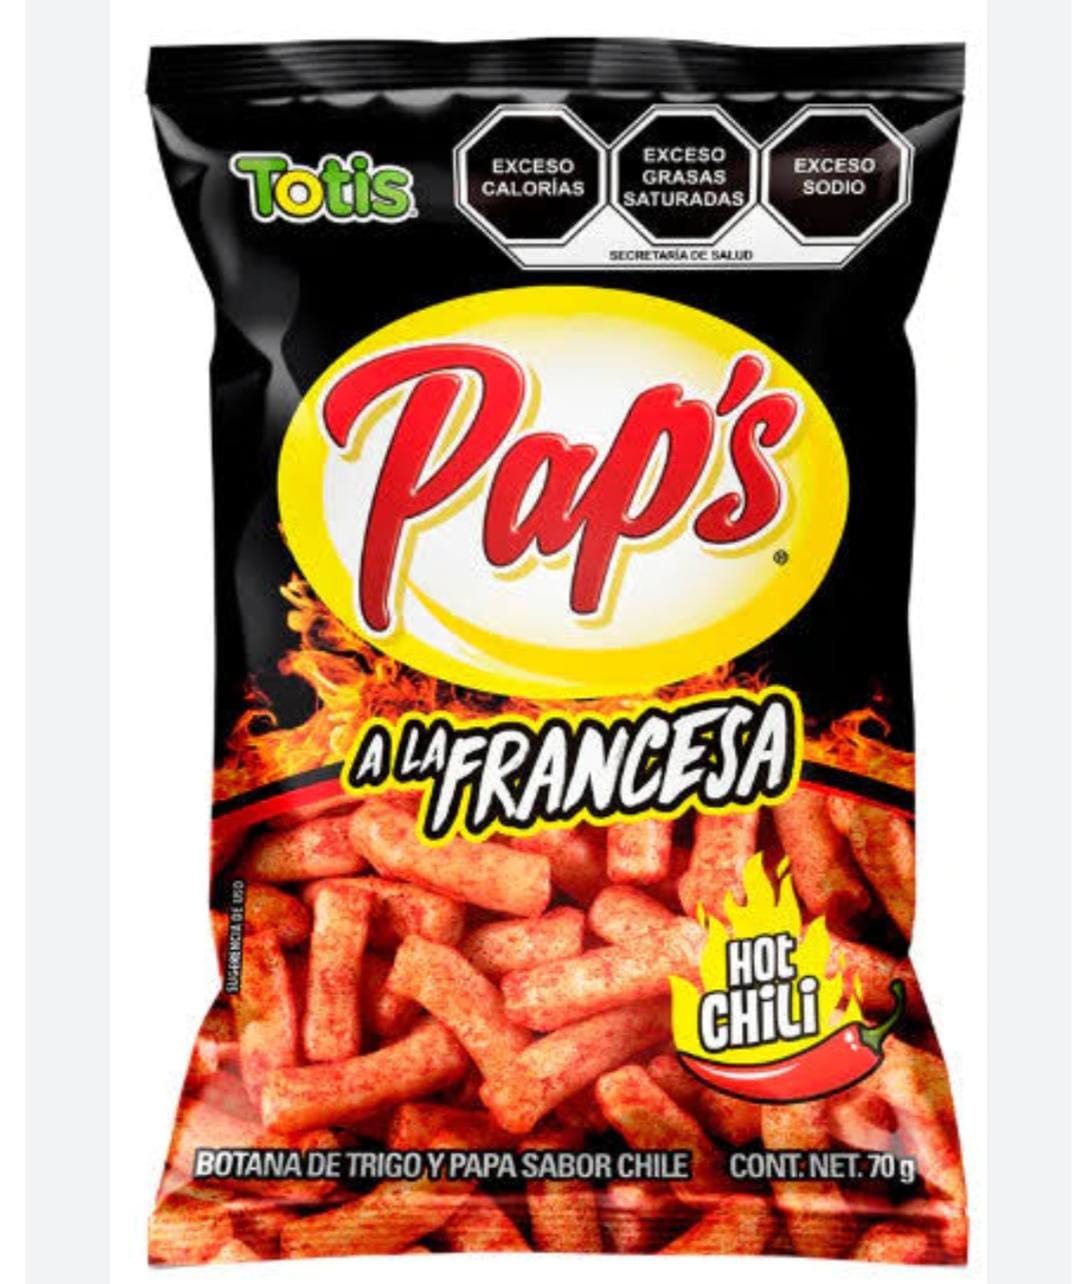 Totis
EXCESO
CALORÍAS
EXCESO
GRASAS
SATURADAS
EXCESO
SODIO
SECRETARÍA DE SALUD
Pap's®
A LA FRANCESA
SUGERENCIA DE USO
HOt
CHiLi
BOTANA DE TRIGO Y PAPA SABOR CHILE
CONT. NET. 70 g